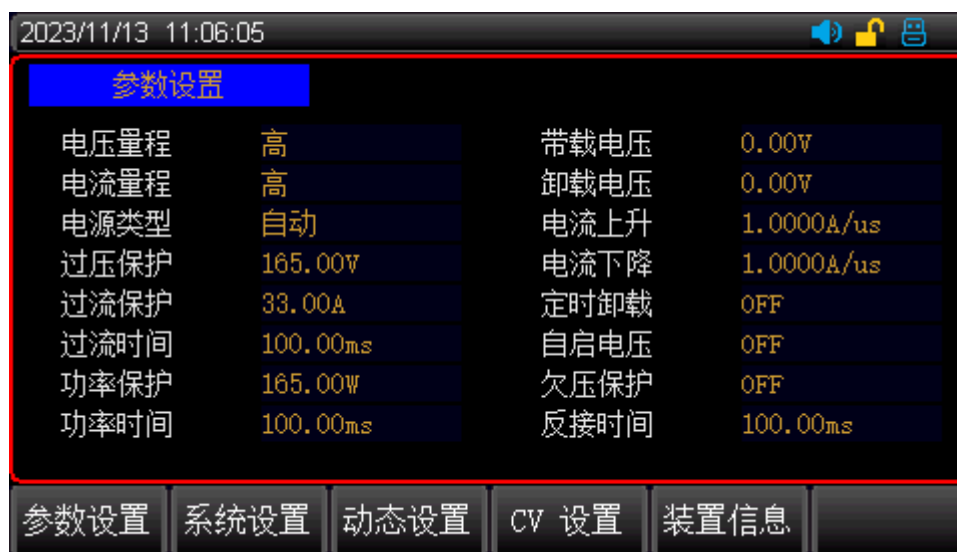 2023/11/13 11:06:05
参数设置
电压量程 高 带载电压 0.00V
电流量程 高 卸载电压 0.00V
电源类型 自动 电流上升 1.0000A/us
过压保护 165.00V 电流下降 1.0000A/us
过流保护 33.00A 定时卸载 OFF
过流时间 100.00ms 自启电压 OFF
功率保护 165.00W 欠压保护 OFF
功率时间 100.00ms 反接时间 100.00ms
参数设置 系统设置 动态设置 CV 设置 装置信息